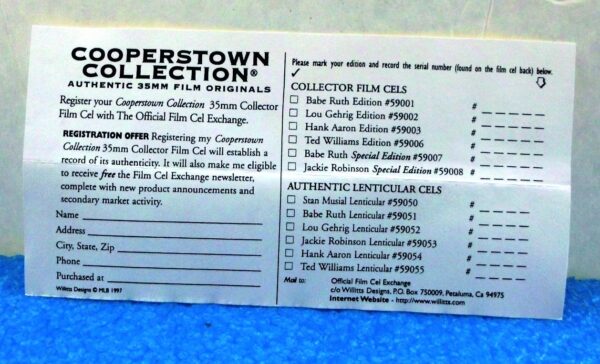 COOPERSTOWN
COLLECTION®
AUTHENTIC 35MM FILM ORIGINALS
Register your Cooperstown Collection 35mm Collector
Film Cel with The Official Film Cel Exchange.
REGISTRATION OFFER Registering my Cooperstown
Collection 35mm Collector Film Cel will establish a
record of its authenticity. It will also make me eligible
to receive free the Film Cel Exchange newsletter,
complete with new product announcements and
secondary market activity.
Name
Address
City, State, Zip
Phone
Purchased at
Willitts Designs © MLB 1997
Please mark your edition and record the serial number (found on the film cel back) below.
✓
COLLECTOR FILM CELS
Babe Ruth Edition #59001 #
Lou Gehrig Edition #59002 #
Hank Aaron Edition #59003 #
Ted Williams Edition #59006 #
Babe Ruth Special Edition #59007 #
Jackie Robinson Special Edition #59008 #
AUTHENTIC LENTICULAR CELS
Stan Musial Lenticular #59050 #
Babe Ruth Lenticular #59051 #
Lou Gehrig Lenticular #59052 #
Jackie Robinson Lenticular #59053 #
Hank Aaron Lenticular #59054 #
Ted Williams Lenticular #59055 #
Mail to: Official Film Cel Exchange
c/o Willitts Designs, P.O. Box 750009, Petaluma, Ca 94975
Internet Website - http://www.willitts.com